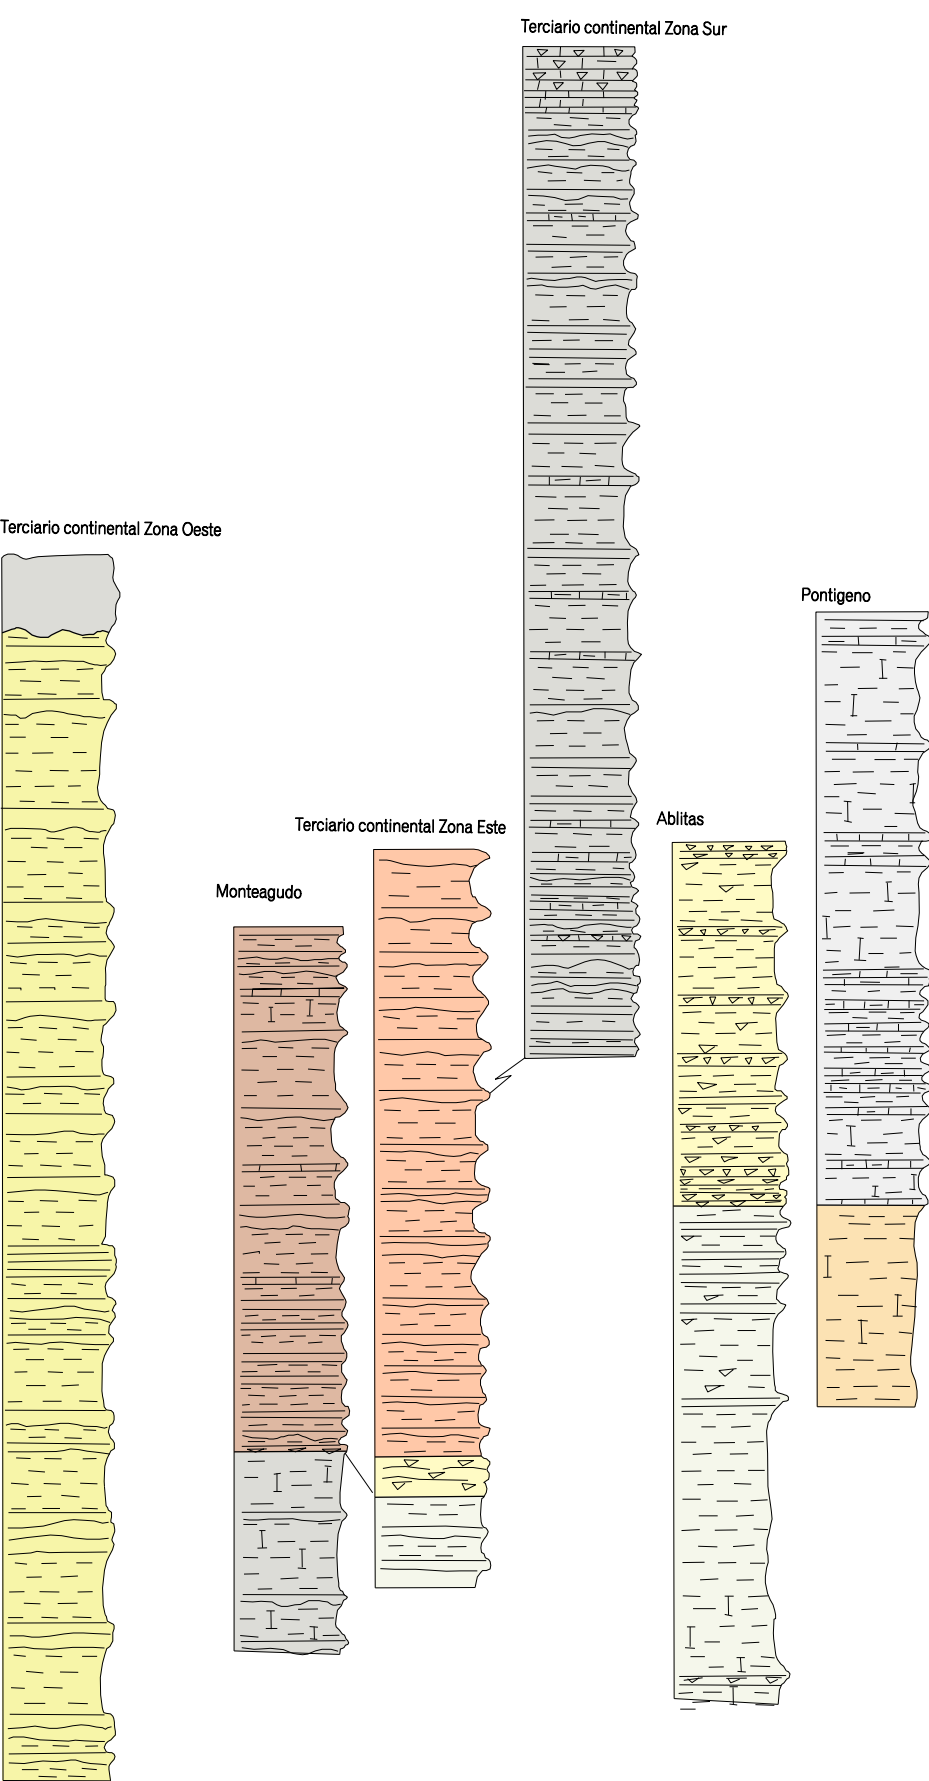 Terciario continental Zona Sur
Terciario continental Zona Oeste
Pontigeno
Terciario continental Zona Este
Ablitas
Monteagudo